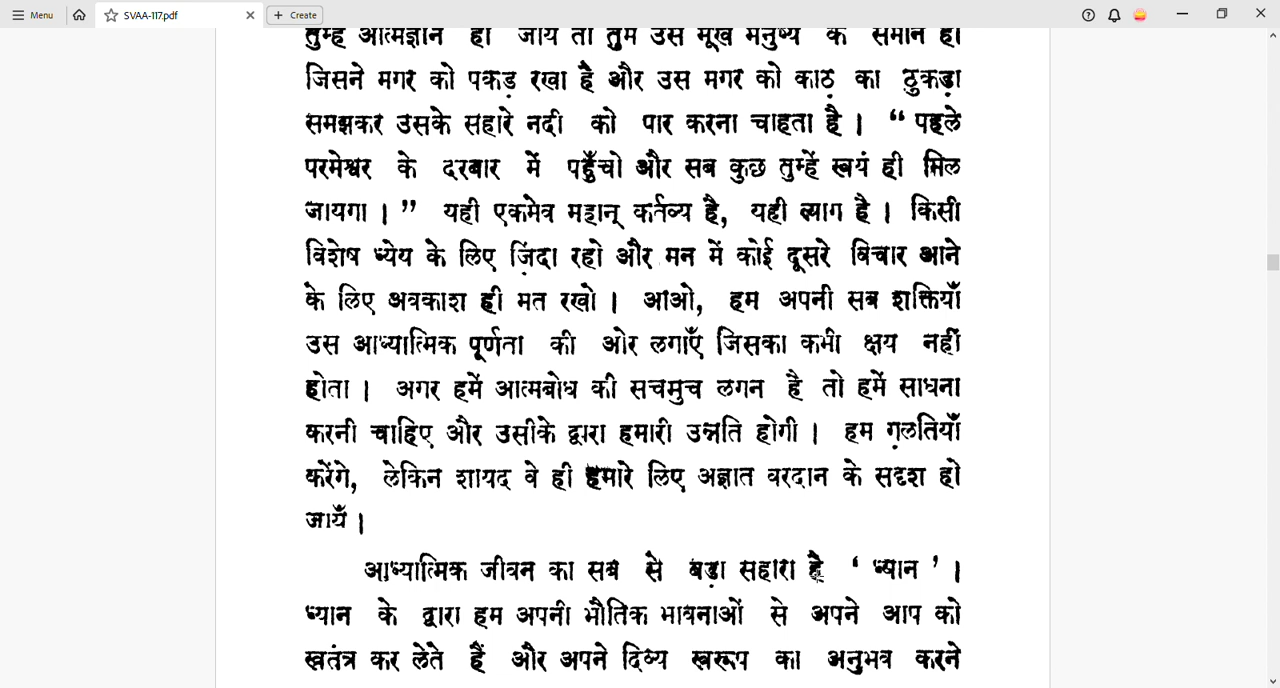 Menu
SVAA-117.pdf
Create
तुम्हें आत्मज्ञान हो जाय तो तुम उस मूर्ख मनुष्य के समान हो
जिसने मगर को पकड़ रखा है और उस मगर को काठ का ठुकड़ा
समझकर उसके सहारे नदी को पार करना चाहता है । “ पहले
परमेश्वर के दरबार में पहुँचो और सब कुछ तुम्हें स्वयं ही मिल
जायगा । ” यही एकमेव महान् कर्तव्य है, यही त्याग है । किसी
विशेष ध्येय के लिए ज़िंदा रहो और मन में कोई दूसरे विचार आने
के लिए अवकाश ही मत रखो । आओ, हम अपनी सब शक्तियाँ
उस आध्यात्मिक पूर्णता की ओर लगाएँ जिसका कभी क्षय नहीं
होता । अगर हमें आत्मबोध की सचमुच लगन है तो हमें साधना
करनी चाहिए और उसीके द्वारा हमारी उन्नति होगी । हम ग़लतियाँ
करेंगे, लेकिन शायद वे ही हमारे लिए अज्ञात वरदान के सदृश हो
जायँ ।
आध्यात्मिक जीवन का सब से बड़ा सहारा है ‘ ध्यान ’ ।
ध्यान के द्वारा हम अपनी भौतिक भावनाओं से अपने आप को
स्वतंत्र कर लेते हैं और अपने दिव्य स्वरूप का अनुभव करने